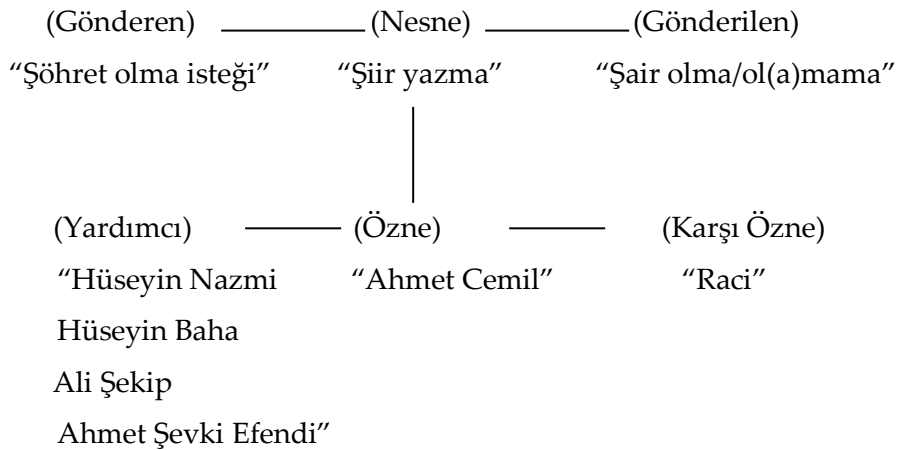 (Gönderen) (Nesne) (Gönderilen)
“Şöhret olma isteği” “Şiir yazma” “Şair olma/ol(a)mama”
(Yardımcı) (Özne) (Karşı Özne)
“Hüseyin Nazmi “Ahmet Cemil” “Raci”
Hüseyin Baha
Ali Şekip
Ahmet Şevki Efendi”